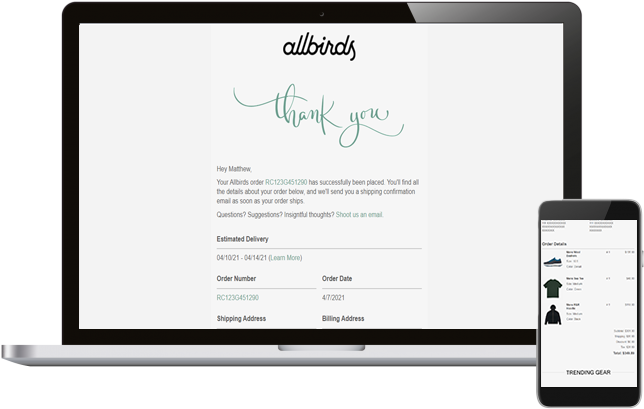 allbirds
thank you
Hey Matthew,
Your Allbirds order RC123G451290 has successfully been placed. You'll find all
the details about your order below, and we'll send you a shipping confirmation
email as soon as your order ships
Questions? Suggestions? Insightful thoughts? Shoot us an email.
Estimated Delivery
04/10/21 - 04/14/21 (Learn More)
Order Number Order Date
RC123G451290 4/7/2021
Shipping Address Billing Address
Order Details
TRENDING GEAR